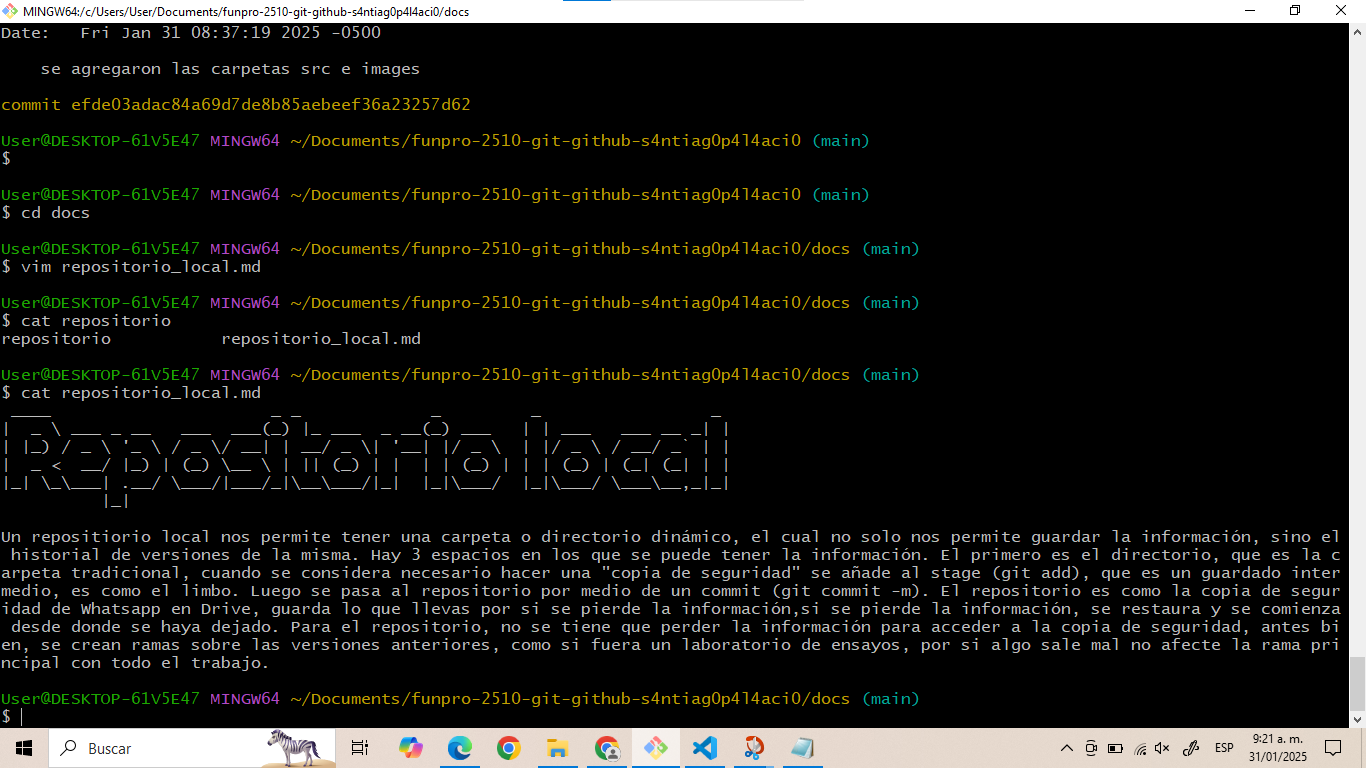 MINGW64:/c/Users/User/Documents/funpro-2510-git-github-s4ntiag0p4l4aci0/docs
Date:   Fri Jan 31 08:37:19 2025 -0500
    se agregaron las carpetas src e images
commit efde03adac84a69d7de8b85aebeef36a23257d62
User@DESKTOP-61V5E47 MINGW64 ~/Documents/funpro-2510-git-github-s4ntiag0p4l4aci0 (main)
$
User@DESKTOP-61V5E47 MINGW64 ~/Documents/funpro-2510-git-github-s4ntiag0p4l4aci0 (main)
$ cd docs
User@DESKTOP-61V5E47 MINGW64 ~/Documents/funpro-2510-git-github-s4ntiag0p4l4aci0/docs (main)
$ vim repositorio_local.md
User@DESKTOP-61V5E47 MINGW64 ~/Documents/funpro-2510-git-github-s4ntiag0p4l4aci0/docs (main)
$ cat repositorio
repositorio           repositorio_local.md
User@DESKTOP-61V5E47 MINGW64 ~/Documents/funpro-2510-git-github-s4ntiag0p4l4aci0/docs (main)
$ cat repositorio_local.md
Repositorio local
Un repositiorio local nos permite tener una carpeta o directorio dinámico, el cual no solo nos permite guardar la información, sino el
 historial de versiones de la misma. Hay 3 espacios en los que se puede tener la información. El primero es el directorio, que es la c
arpeta tradicional, cuando se considera necesario hacer una "copia de seguridad" se añade al stage (git add), que es un guardado inter
medio, es como el limbo. Luego se pasa al repositorio por medio de un commit (git commit -m). El repositorio es como la copia de segur
idad de Whatsapp en Drive, guarda lo que llevas por si se pierde la información,si se pierde la información, se restaura y se comienza
 desde donde se haya dejado. Para el repositorio, no se tiene que perder la información para acceder a la copia de seguridad, antes bi
en, se crean ramas sobre las versiones anteriores, como si fuera un laboratorio de ensayos, por si algo sale mal no afecte la rama pri
ncipal con todo el trabajo.
User@DESKTOP-61V5E47 MINGW64 ~/Documents/funpro-2510-git-github-s4ntiag0p4l4aci0/docs (main)
$
Buscar
ESP
9:21 a. m.
31/01/2025